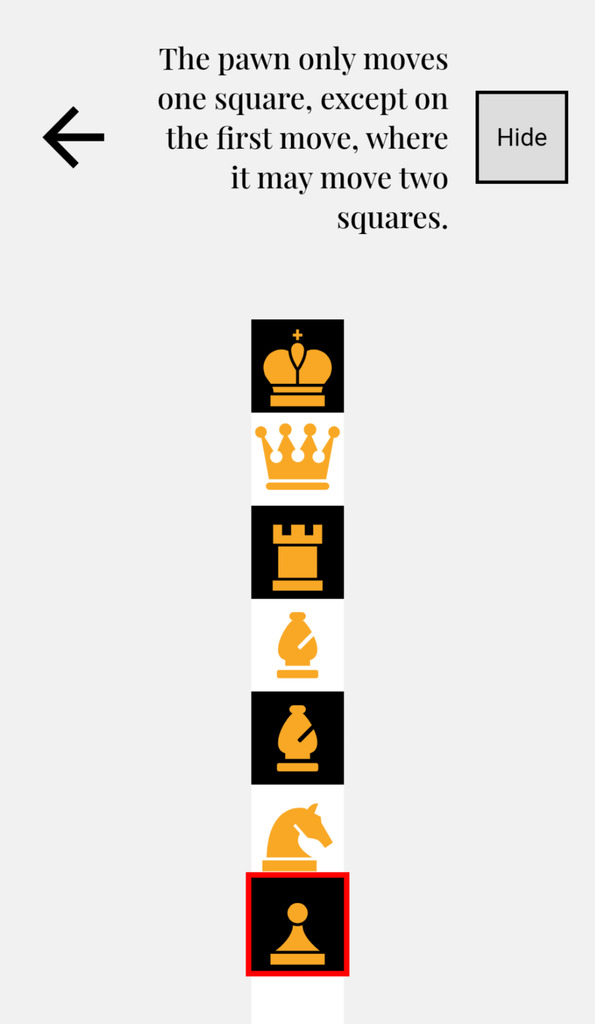 The pawn only moves
one square, except on
the first move, where
it may move two
squares.
Hide